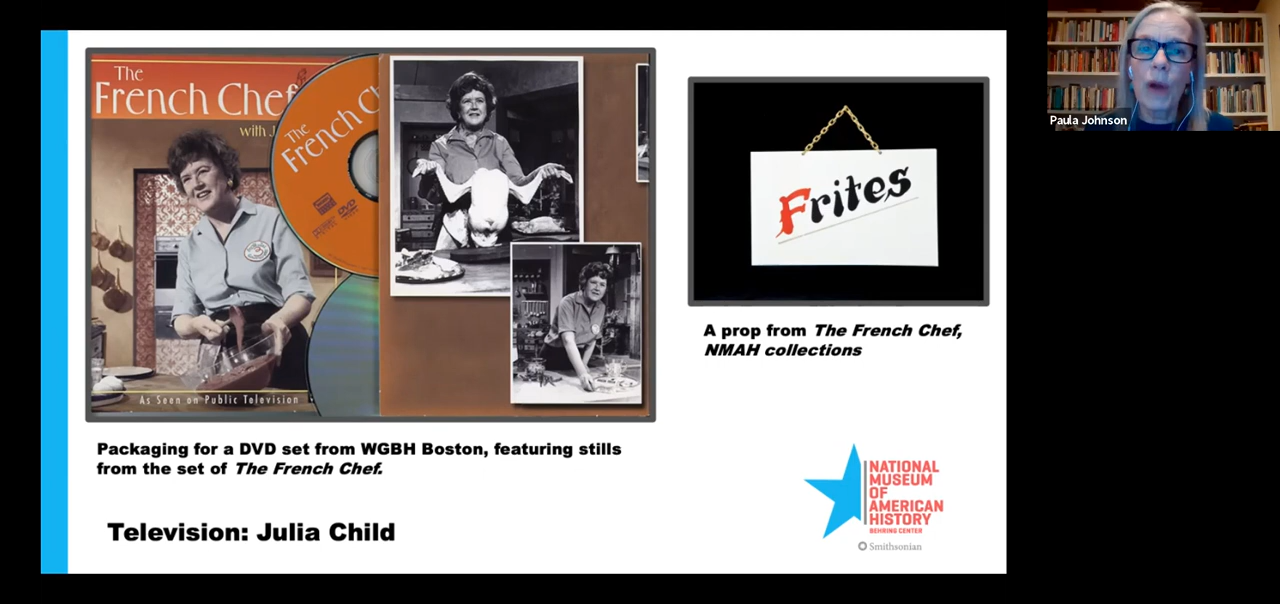 The
French Chef
with J
The
French Ch
DVD
As Seen on Public Television
Frites
A prop from The French Chef,
NMAH collections
Packaging for a DVD set from WGBH Boston, featuring stills
from the set of The French Chef.
Television: Julia Child
NATIONAL
MUSEUM
OF
AMERICAN
HISTORY
BEHRING CENTER
Smithsonian
Paula Johnson